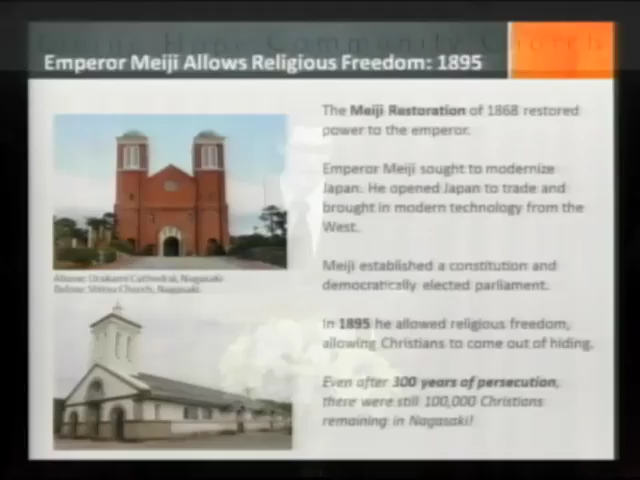 Living Hope Community Church
Emperor Meiji Allows Religious Freedom: 1895
The Meiji Restoration of 1868 restored
power to the emperor.
Emperor Meiji sought to modernize
Japan. He opened Japan to trade and
brought in modern technology from the
West.
Meiji established a constitution and
democratically elected parliament.
In 1895 he allowed religious freedom,
allowing Christians to come out of hiding.
Even after 300 years of persecution,
there were still 100,000 Christians
remaining in Nagasaki!
Above: Urakami Cathedral, Nagasaki
Below: Shitsu Church, Nagasaki